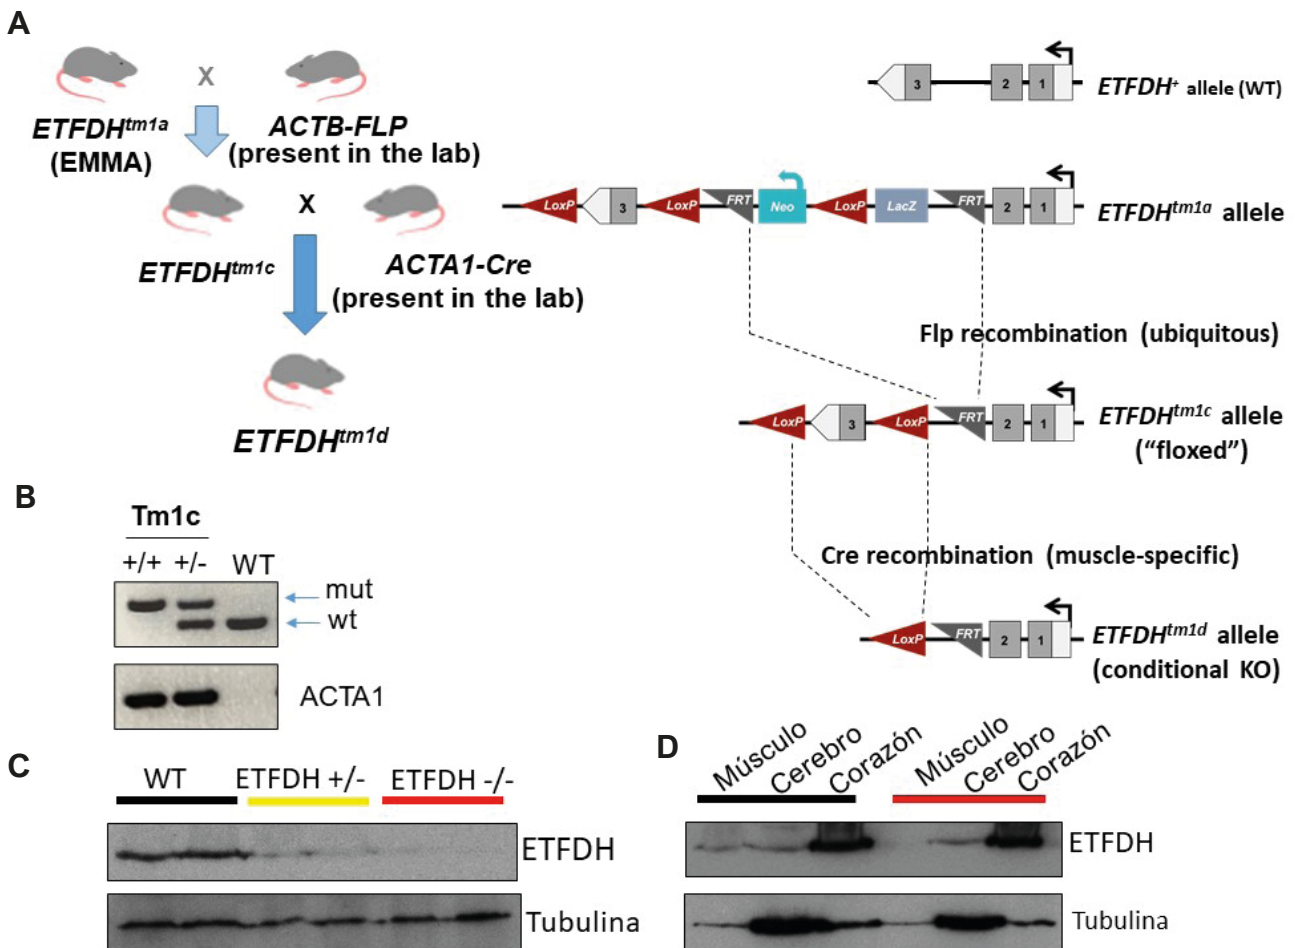 A
X
ETFDHtm1a
(EMMA)
ACTB-FLP
(present in the lab)
X
ETFDHtm1c
ACTA1-Cre
(present in the lab)
ETFDHtm1d
3
2
1
ETFDH+ allele (WT)
LoxP
3
LoxP
FRT
Neo
LoxP
LacZ
FRT
2
1
ETFDHtm1a allele
Flp recombination (ubiquitous)
LoxP
3
LoxP
FRT
2
1
ETFDHtm1c allele
("floxed")
Cre recombination (muscle-specific)
LoxP
FRT
2
1
ETFDHtm1d allele
(conditional KO)
B
Tm1c
+/+ +/- WT
mut
wt
ACTA1
C
WT ETFDH +/- ETFDH -/-
ETFDH
Tubulina
D
Músculo Cerebro Corazón Músculo Cerebro Corazón
ETFDH
Tubulina